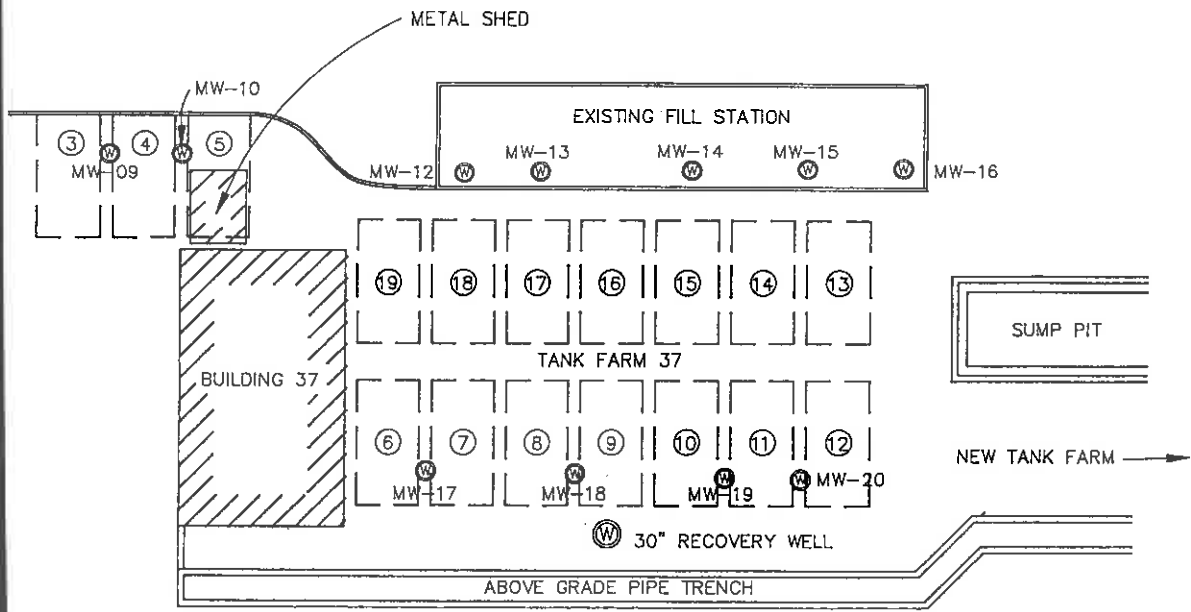 METAL SHED
MW-10
EXISTING FILL STATION
3 4 5
MW-09
MW-12
MW-13
MW-14
MW-15
MW-16
19 18 17 16 15 14 13
SUMP PIT
TANK FARM 37
BUILDING 37
6 7 8 9 10 11 12
NEW TANK FARM
MW-17
MW-18
MW-19
MW-20
W W W W W W W W W W W
W 30" RECOVERY WELL
ABOVE GRADE PIPE TRENCH